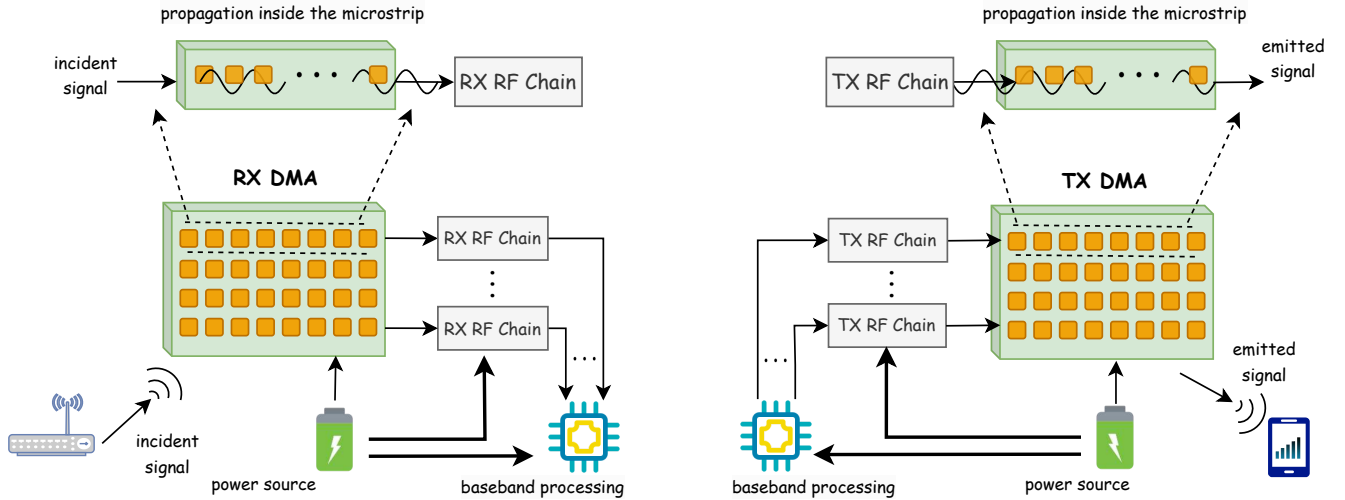 propagation inside the microstrip
incident
signal
RX RF Chain
RX DMA
RX RF Chain
RX RF Chain
incident
signal
power source
baseband processing
propagation inside the microstrip
TX RF Chain
emitted
signal
TX DMA
TX RF Chain
TX RF Chain
emitted
signal
baseband processing
power source